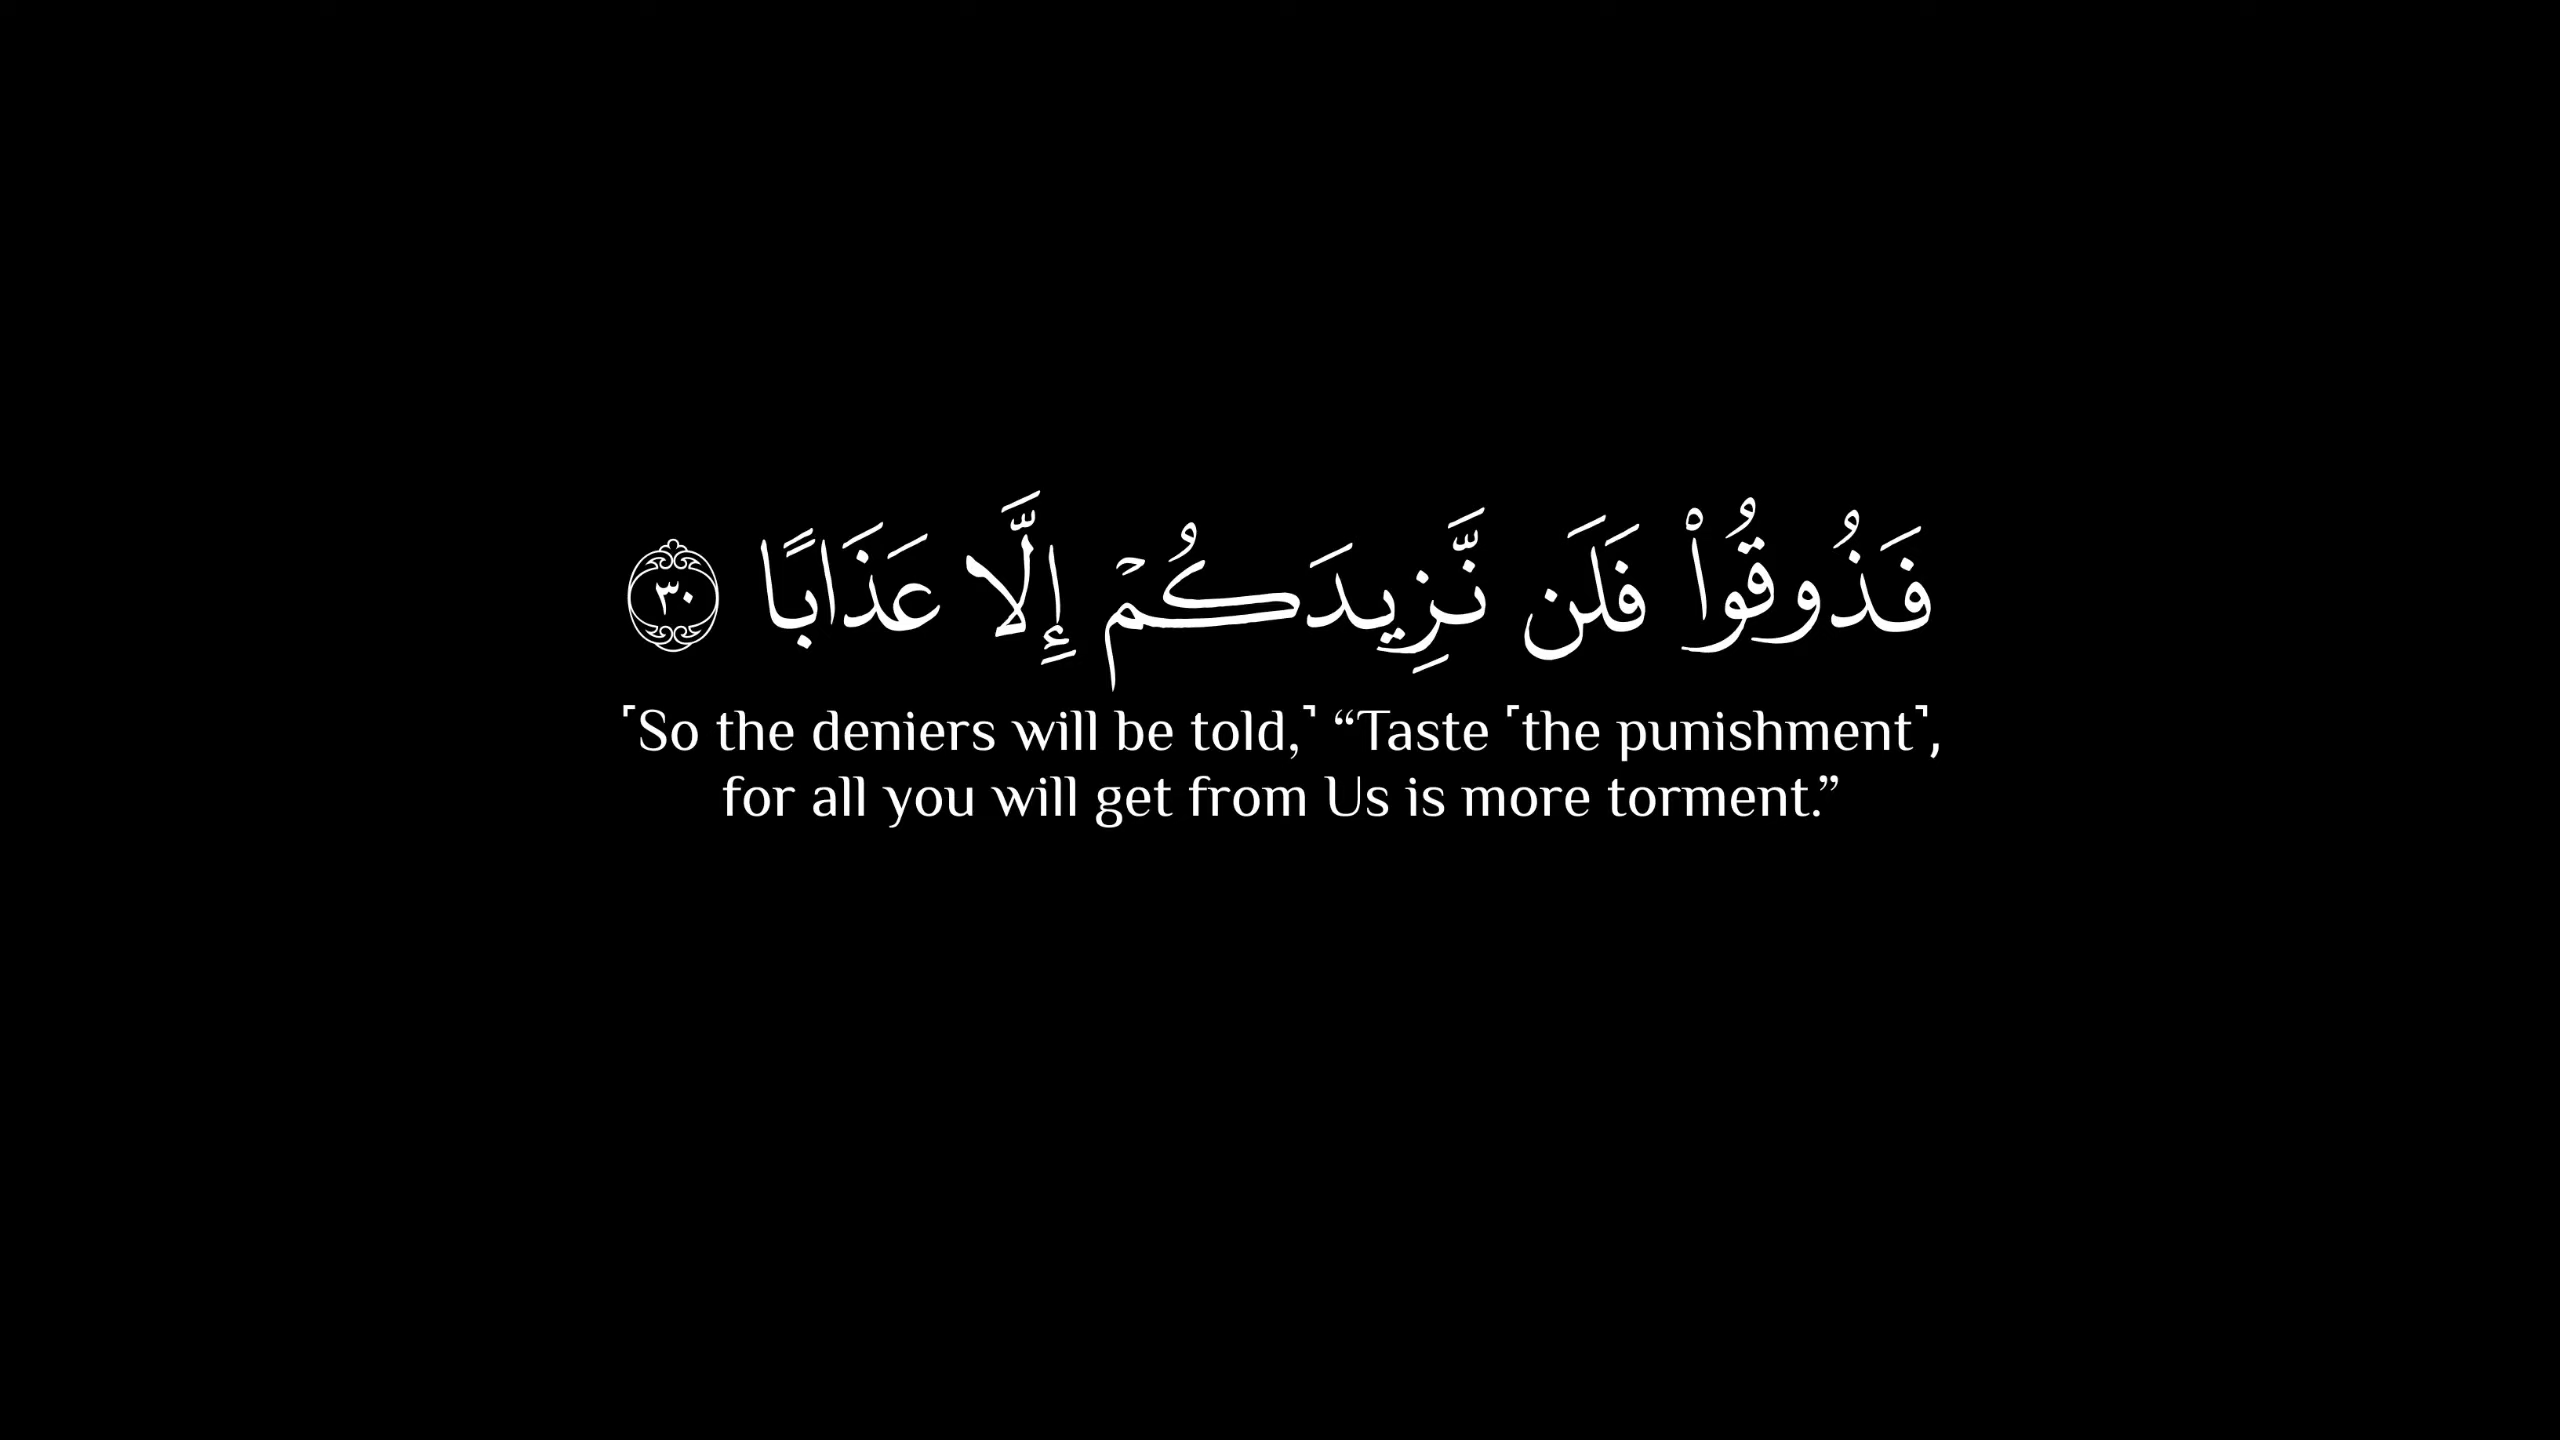 فَذُوقُوا۟ فَلَن نَّزِيدَكُمْ إِلَّا عَذَابًا ٣٠
⸢So the deniers will be told,⸣ “Taste ⸢the punishment⸣,
for all you will get from Us is more torment.”